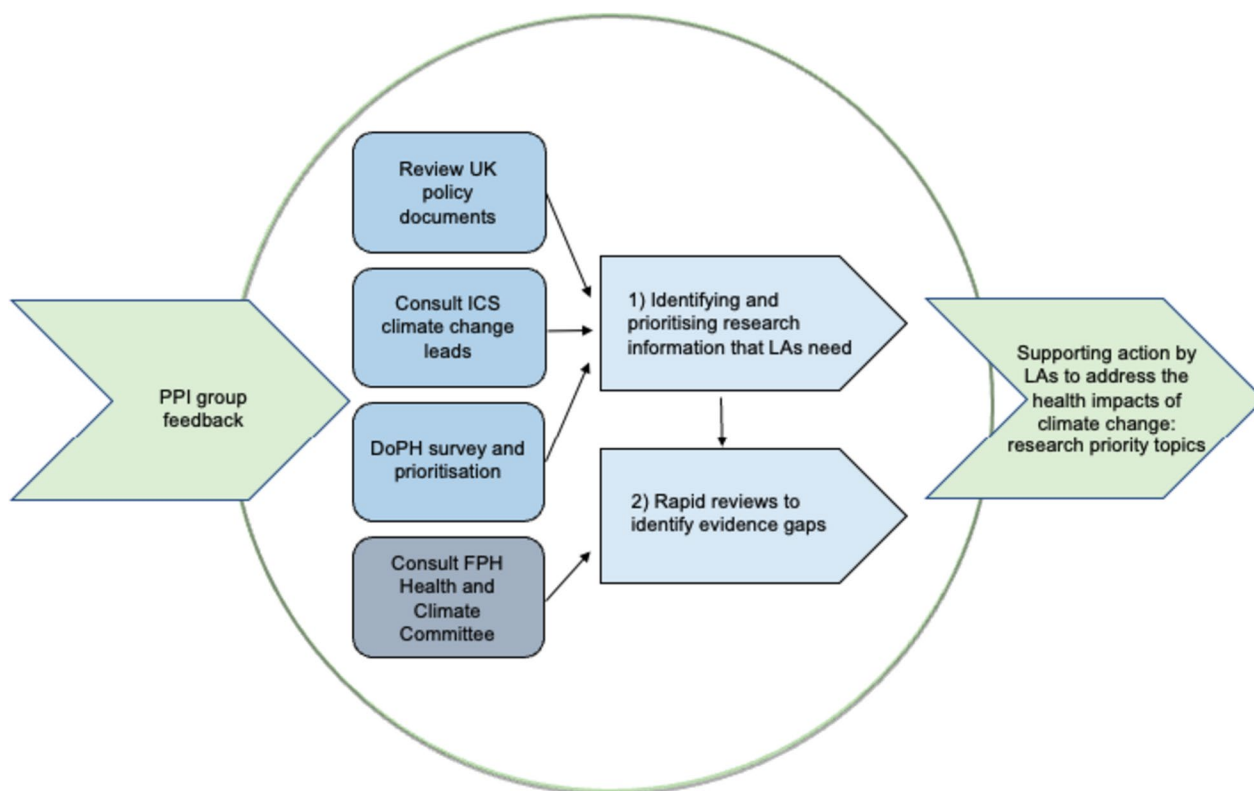 Review UK
policy
documents
Consult ICS
climate change
leads
DoPH survey and
prioritisation
Consult FPH
Health and
Climate
Committee
1) Identifying and
prioritising research
information that LAs need
2) Rapid reviews to
identify evidence gaps
PPI group
feedback
Supporting action
by LAs to address the
health impacts of
climate change:
research priority topics